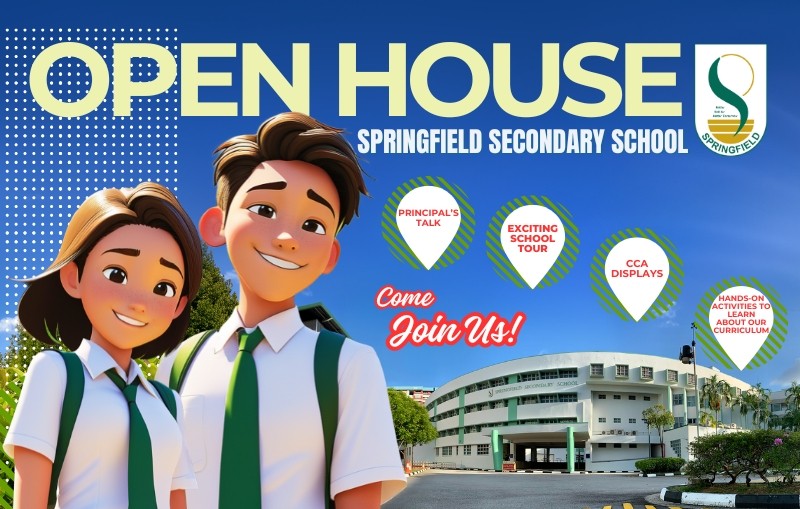 OPEN HOUSE
SPRINGFIELD SECONDARY SCHOOL
SPRINGFIELD
PRINCIPAL'S
TALK
EXCITING
SCHOOL
TOUR
CCA
DISPLAYS
HANDS-ON
ACTIVITIES TO
LEARN
ABOUT OUR
CURRICULUM
Come
Join Us!
SPRINGFIELD SECONDARY SCHOOL